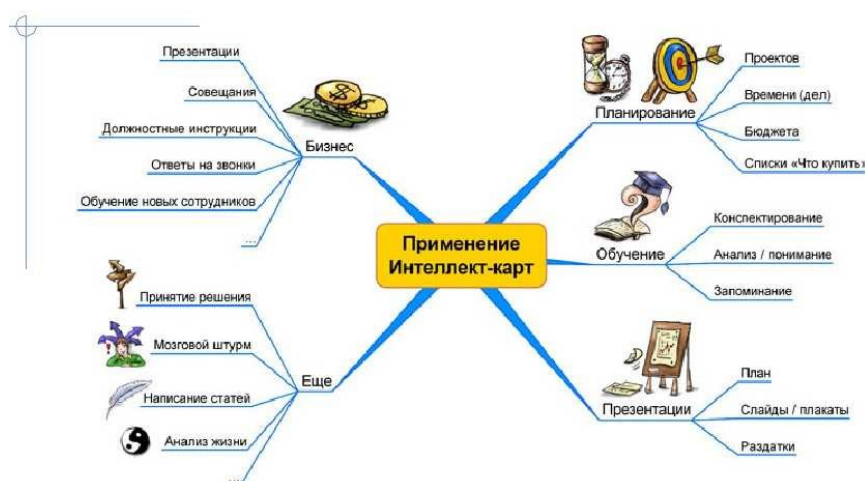 Применение
Интеллект-карт
Бизнес
Презентации
Совещания
Должностные инструкции
Ответы на звонки
Обучение новых сотрудников
...
Планирование
Проектов
Времени (дел)
Бюджета
Списки «Что купить»
Обучение
Конспектирование
Анализ / понимание
Запоминание
Презентации
План
Слайды / плакаты
Раздатки
Еще
Принятие решения
Мозговой штурм
Написание статей
Анализ жизни
...